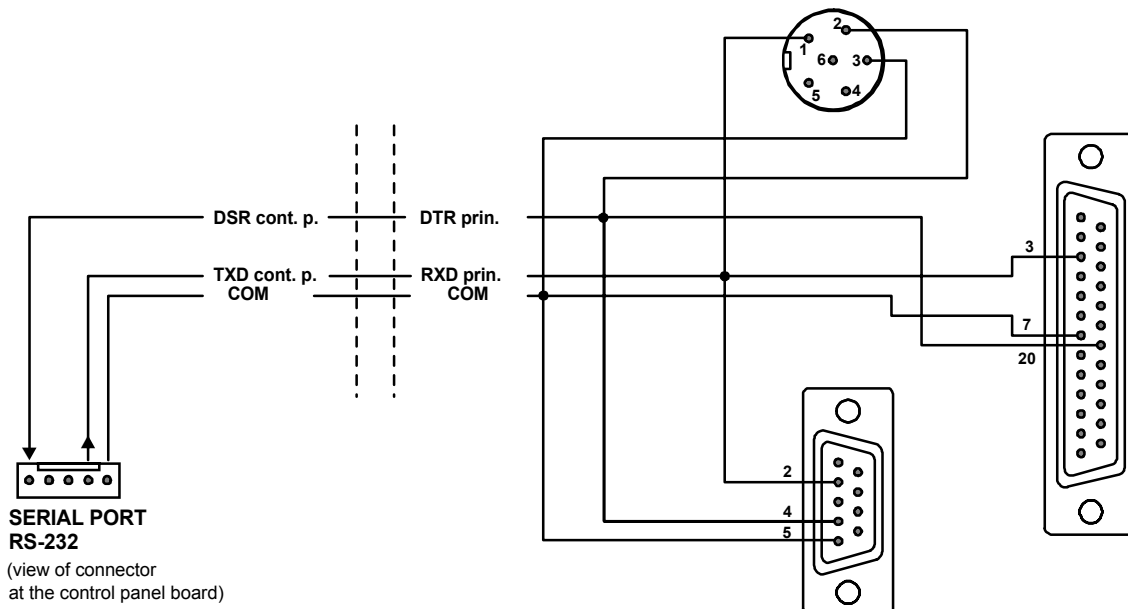 2
1
6
3
5
4
DSR cont. p.
DTR prin.
3
TXD cont. p.
RXD prin.
COM
COM
7
20
2
4
5
SERIAL PORT
RS-232
(view of connector
at the control panel board)